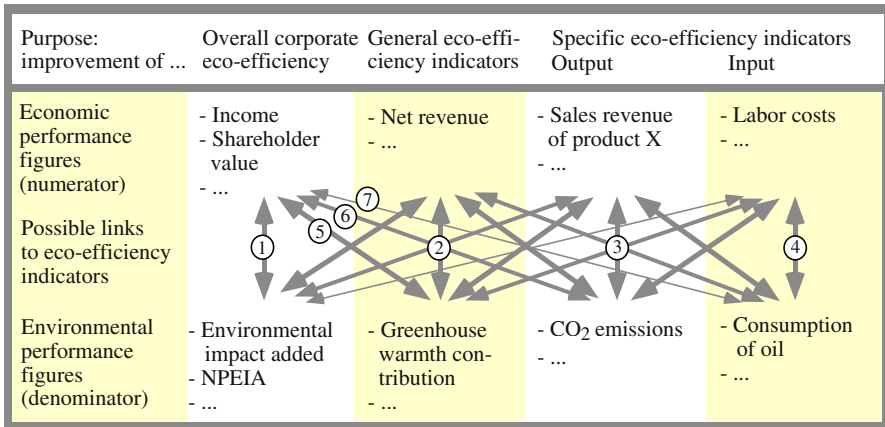 Purpose:
improvement of ...
Overall corporate
eco-efficiency
General eco-effi-
ciency indicators
Specific eco-efficiency indicators
Output
Input
Economic
performance
figures
(numerator)
- Income
- Shareholder
value
- ...
- Net revenue
- ...
- Sales revenue
of product X
- ...
- Labor costs
- ...
Possible links
to eco-efficiency
indicators
1
5
6
7
2
3
4
Environmental
performance
figures
(denominator)
- Environmental
impact added
- NPEIA
- ...
- Greenhouse
warmth con-
tribution
- ...
- CO2 emissions
- ...
- Consumption
of oil
- ...